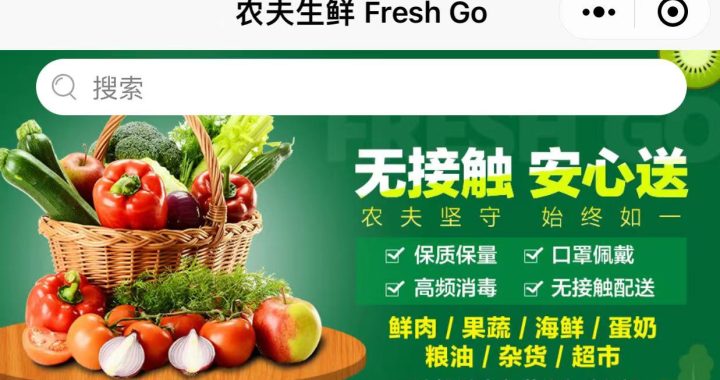 农夫生鲜 Fresh Go
搜索
FRESH GO
无接触 安心送
农夫坚守 始终如一
保质保量 口罩佩戴
高频消毒 无接触配送
鲜肉 / 果蔬 / 海鲜 / 蛋奶
粮油 / 杂货 / 超市